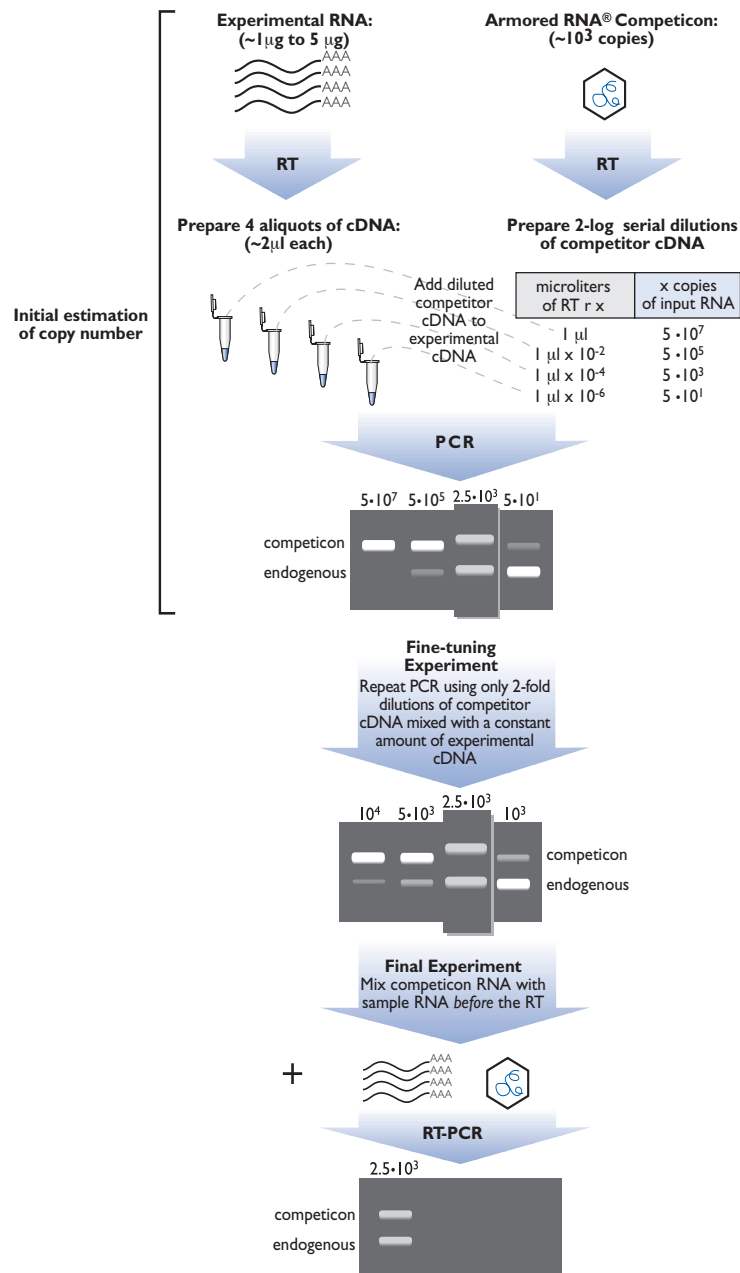 Experimental RNA:
(~1µg to 5 µg)
AAA
AAA
AAA
AAA
Armored RNA® Competicon:
(~10³ copies)
RT
RT
Prepare 4 aliquots of cDNA:
(~2µl each)
Prepare 2-log serial dilutions
of competitor cDNA
Initial estimation
of copy number
Add diluted
competitor
cDNA to
experimental
cDNA
microliters
of RT r x
x copies
of input RNA
1 µl 5•10⁷
1 µl x 10⁻² 5•10⁵
1 µl x 10⁻⁴ 5•10³
1 µl x 10⁻⁶ 5•10¹
PCR
5•10⁷ 5•10⁵ 2.5•10³ 5•10¹
competicon
endogenous
Fine-tuning
Experiment
Repeat PCR using only 2-fold
dilutions of competitor
cDNA mixed with a constant
amount of experimental
cDNA
10⁴ 5•10³ 2.5•10³ 10³
competicon
endogenous
Final Experiment
Mix competicon RNA with
sample RNA before the RT
+
AAA
AAA
AAA
AAA
RT-PCR
2.5•10³
competicon
endogenous